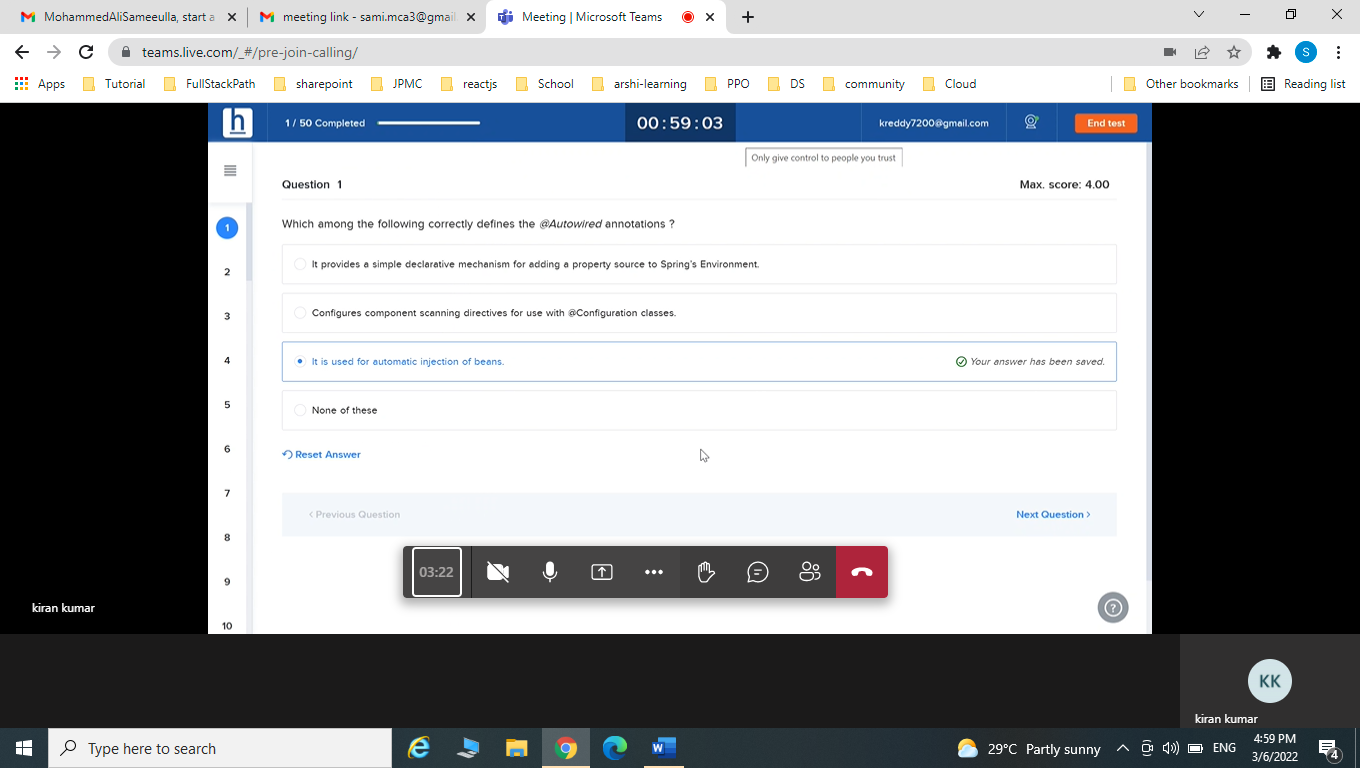 MohammedAliSameeulla, start a
meeting link - sami.mca3@gmail.
Meeting | Microsoft Teams
teams.live.com/_#/pre-join-calling/
S
Apps Tutorial FullStackPath sharepoint JPMC reactjs School arshi-learning PPO DS community Cloud Other bookmarks Reading list
h 1 / 50 Completed 00:59:03 kreddy7200@gmail.com End test
Only give control to people you trust
Question 1 Max. score: 4.00
Which among the following correctly defines the @Autowired annotations ?
It provides a simple declarative mechanism for adding a property source to Spring's Environment.
Configures component scanning directives for use with @Configuration classes.
It is used for automatic injection of beans. Your answer has been saved.
None of these
Reset Answer
< Previous Question Next Question >
1
2
3
4
5
6
7
8
9
10
03:22
?
kiran kumar
KK
kiran kumar
Type here to search
29°C Partly sunny ENG
4:59 PM
3/6/2022
4